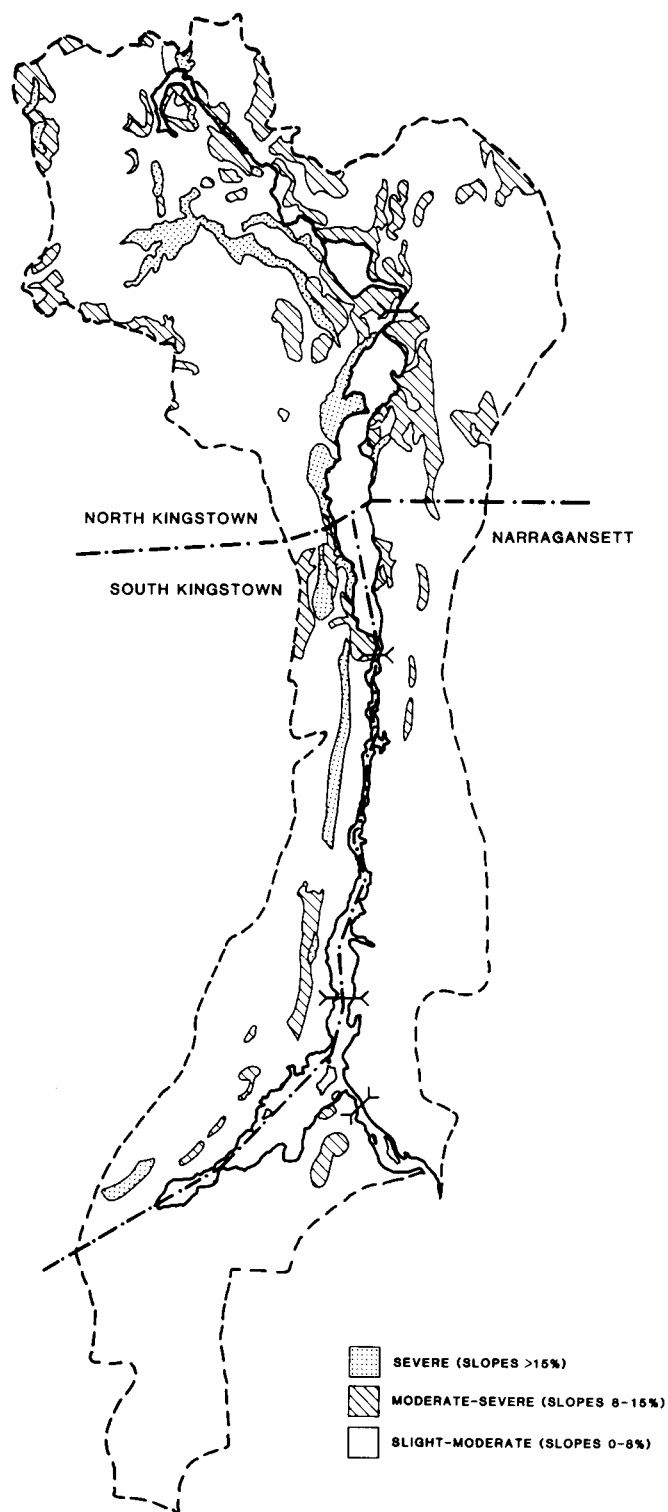 NORTH KINGSTOWN
NARRAGANSETT
SOUTH KINGSTOWN
SEVERE (SLOPES >15%)
MODERATE-SEVERE (SLOPES 8-15%)
SLIGHT-MODERATE (SLOPES 0-8%)